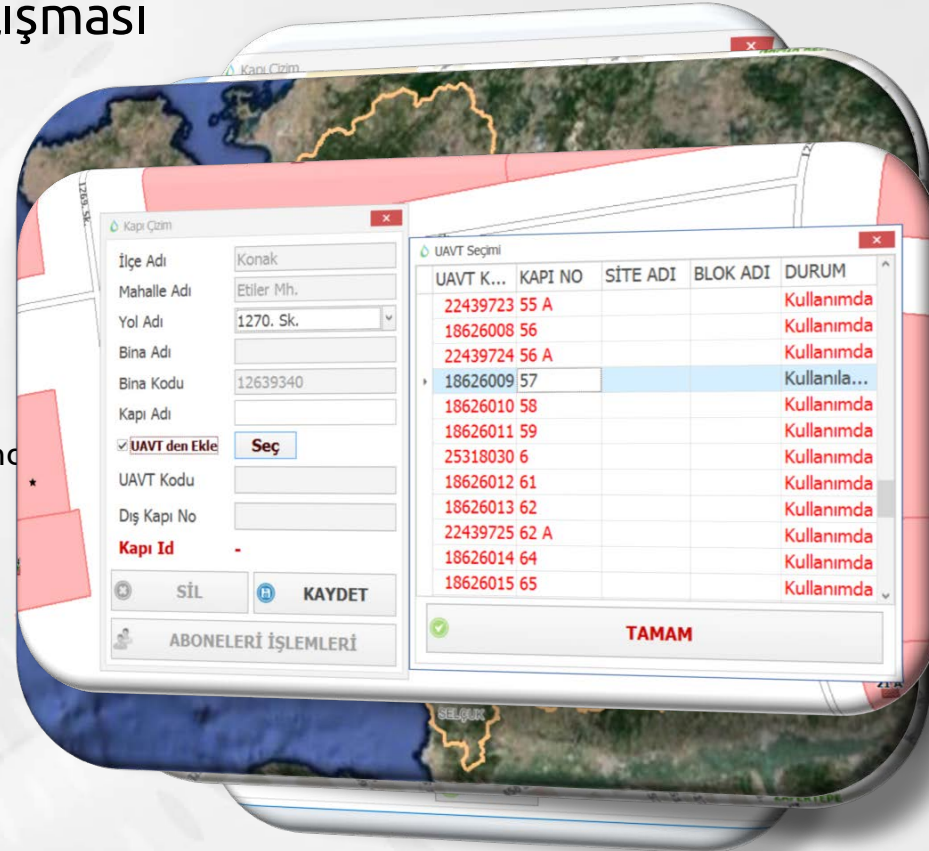 ışması
Kapı Çizim
1269. Sk.
Kapı Çizim
İlçe Adı Konak
Mahalle Adı Etiler Mh.
Yol Adı 1270. Sk.
Bina Adı
Bina Kodu 12639340
Kapı Adı
UAVT den Ekle Seç
UAVT Kodu
Dış Kapı No
Kapı Id -
SİL KAYDET
ABONELERİ İŞLEMLERİ
UAVT Seçimi
UAVT K... KAPI NO SİTE ADI BLOK ADI DURUM
22439723 55 A Kullanımda
18626008 56 Kullanımda
22439724 56 A Kullanımda
18626009 57 Kullanıla...
18626010 58 Kullanımda
18626011 59 Kullanımda
25318030 6 Kullanımda
18626012 61 Kullanımda
18626013 62 Kullanımda
22439725 62 A Kullanımda
18626014 64 Kullanımda
18626015 65 Kullanımda
TAMAM
21-A
SELÇUK